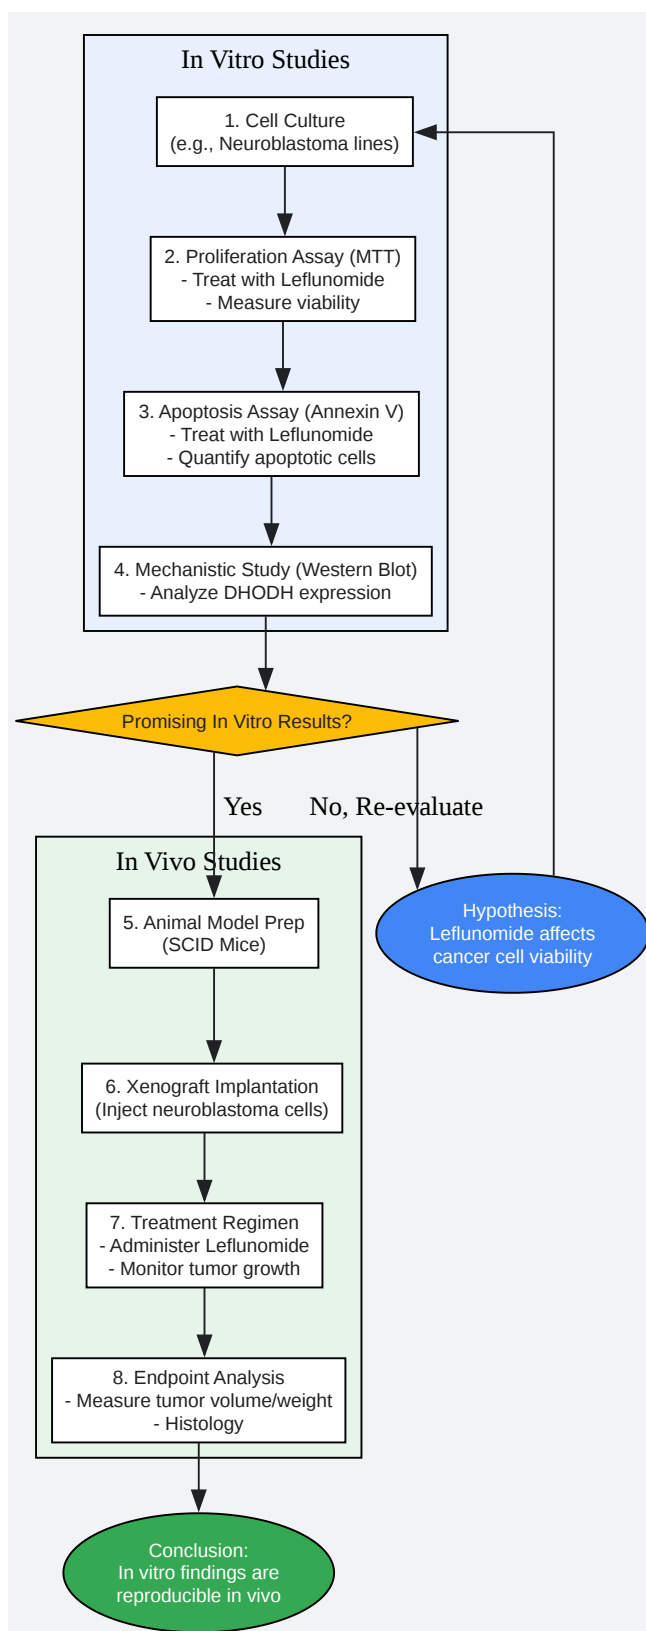 In Vitro Studies
1. Cell Culture
(e.g., Neuroblastoma lines)
2. Proliferation Assay (MTT)
- Treat with Leflunomide
- Measure viability
3. Apoptosis Assay (Annexin V)
- Treat with Leflunomide
- Quantify apoptotic cells
4. Mechanistic Study (Western Blot)
- Analyze DHODH expression
Promising In Vitro Results?
Yes
No, Re-evaluate
In Vivo Studies
5. Animal Model Prep
(SCID Mice)
Hypothesis:
Leflunomide affects
cancer cell viability
6. Xenograft Implantation
(Inject neuroblastoma cells)
7. Treatment Regimen
- Administer Leflunomide
- Monitor tumor growth
8. Endpoint Analysis
- Measure tumor volume/weight
- Histology
Conclusion:
In vitro findings are
reproducible in vivo